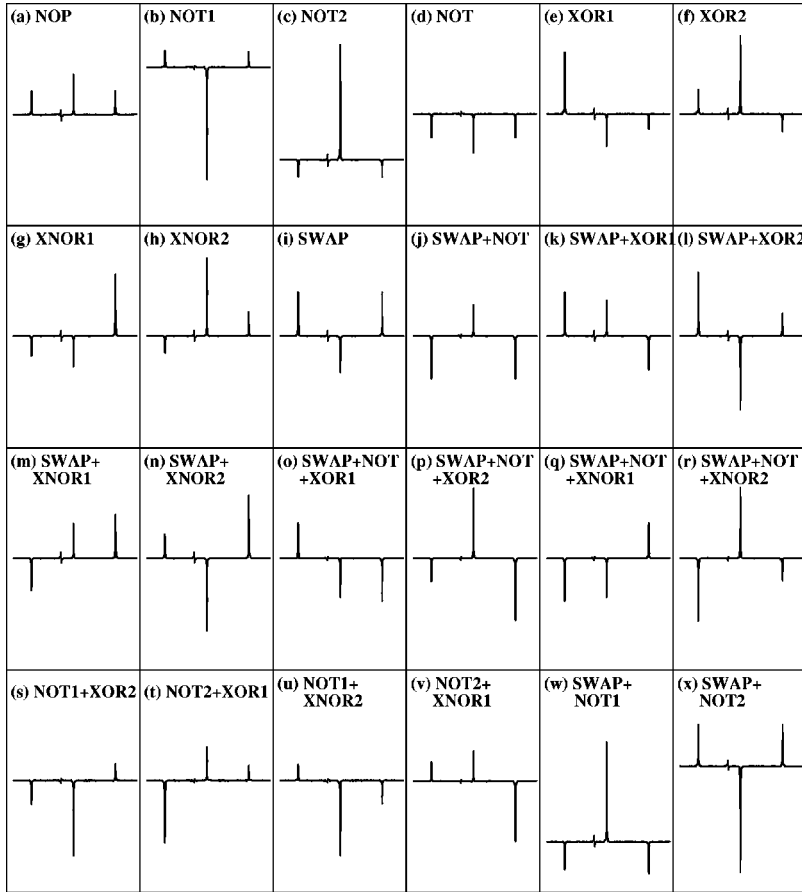 (a) NOP
(b) NOT1
(c) NOT2
(d) NOT
(e) XOR1
(f) XOR2
(g) XNOR1
(h) XNOR2
(i) SWAP
(j) SWAP+NOT
(k) SWAP+XOR1
(l) SWAP+XOR2
(m) SWAP+
XNOR1
(n) SWAP+
XNOR2
(o) SWAP+NOT
+XOR1
(p) SWAP+NOT
+XOR2
(q) SWAP+NOT
+XNOR1
(r) SWAP+NOT
+XNOR2
(s) NOT1+XOR2
(t) NOT2+XOR1
(u) NOT1+
XNOR2
(v) NOT2+
XNOR1
(w) SWAP+
NOT1
(x) SWAP+
NOT2